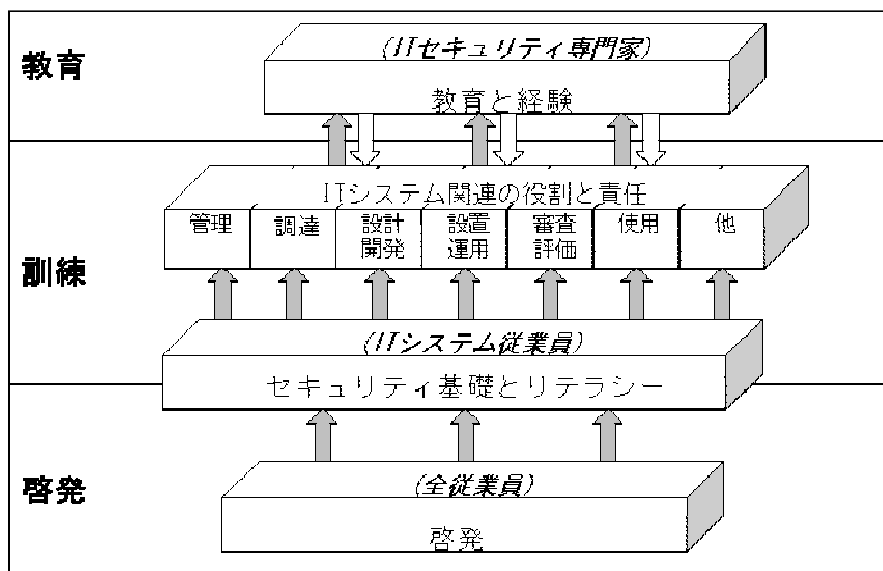 教育
(ITセキュリティ専門家)
教育と経験
訓練
ITシステム関連の役割と責任
管理
調達
設計
開発
設置
運用
審査
評価
使用
他
(ITシステム従業員)
セキュリティ基礎とリテラシー
啓発
(全従業員)
啓発